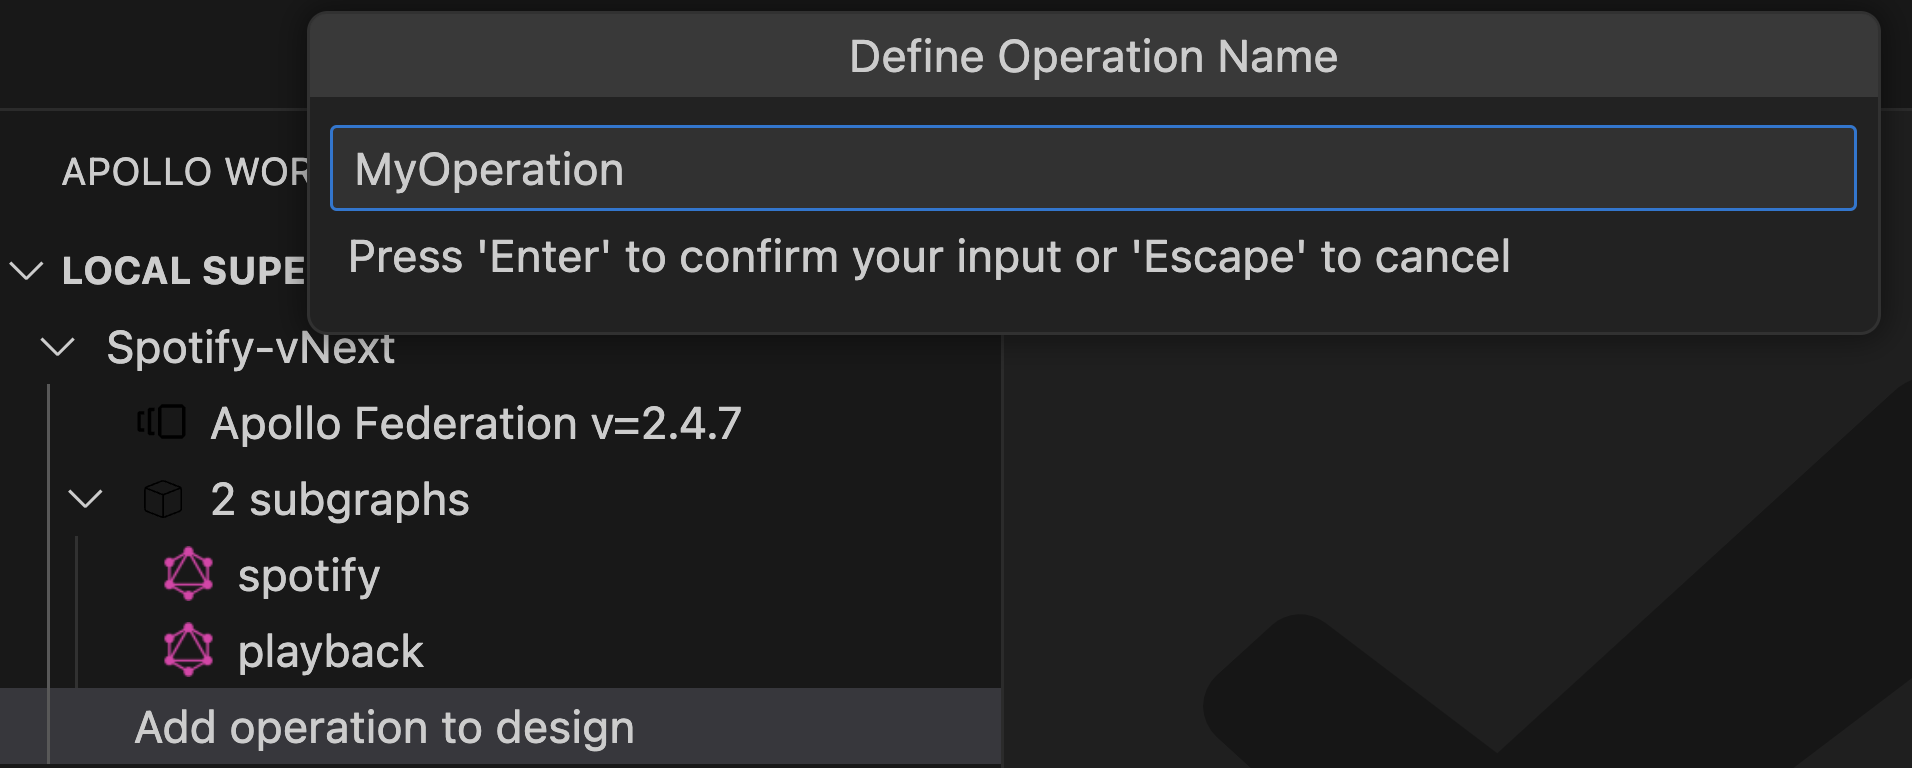 Define Operation Name
MyOperation
Press 'Enter' to confirm your input or 'Escape' to cancel
APOLLO WOR
LOCAL SUPE
Spotify-vNext
Apollo Federation v=2.4.7
2 subgraphs
spotify
playback
Add operation to design